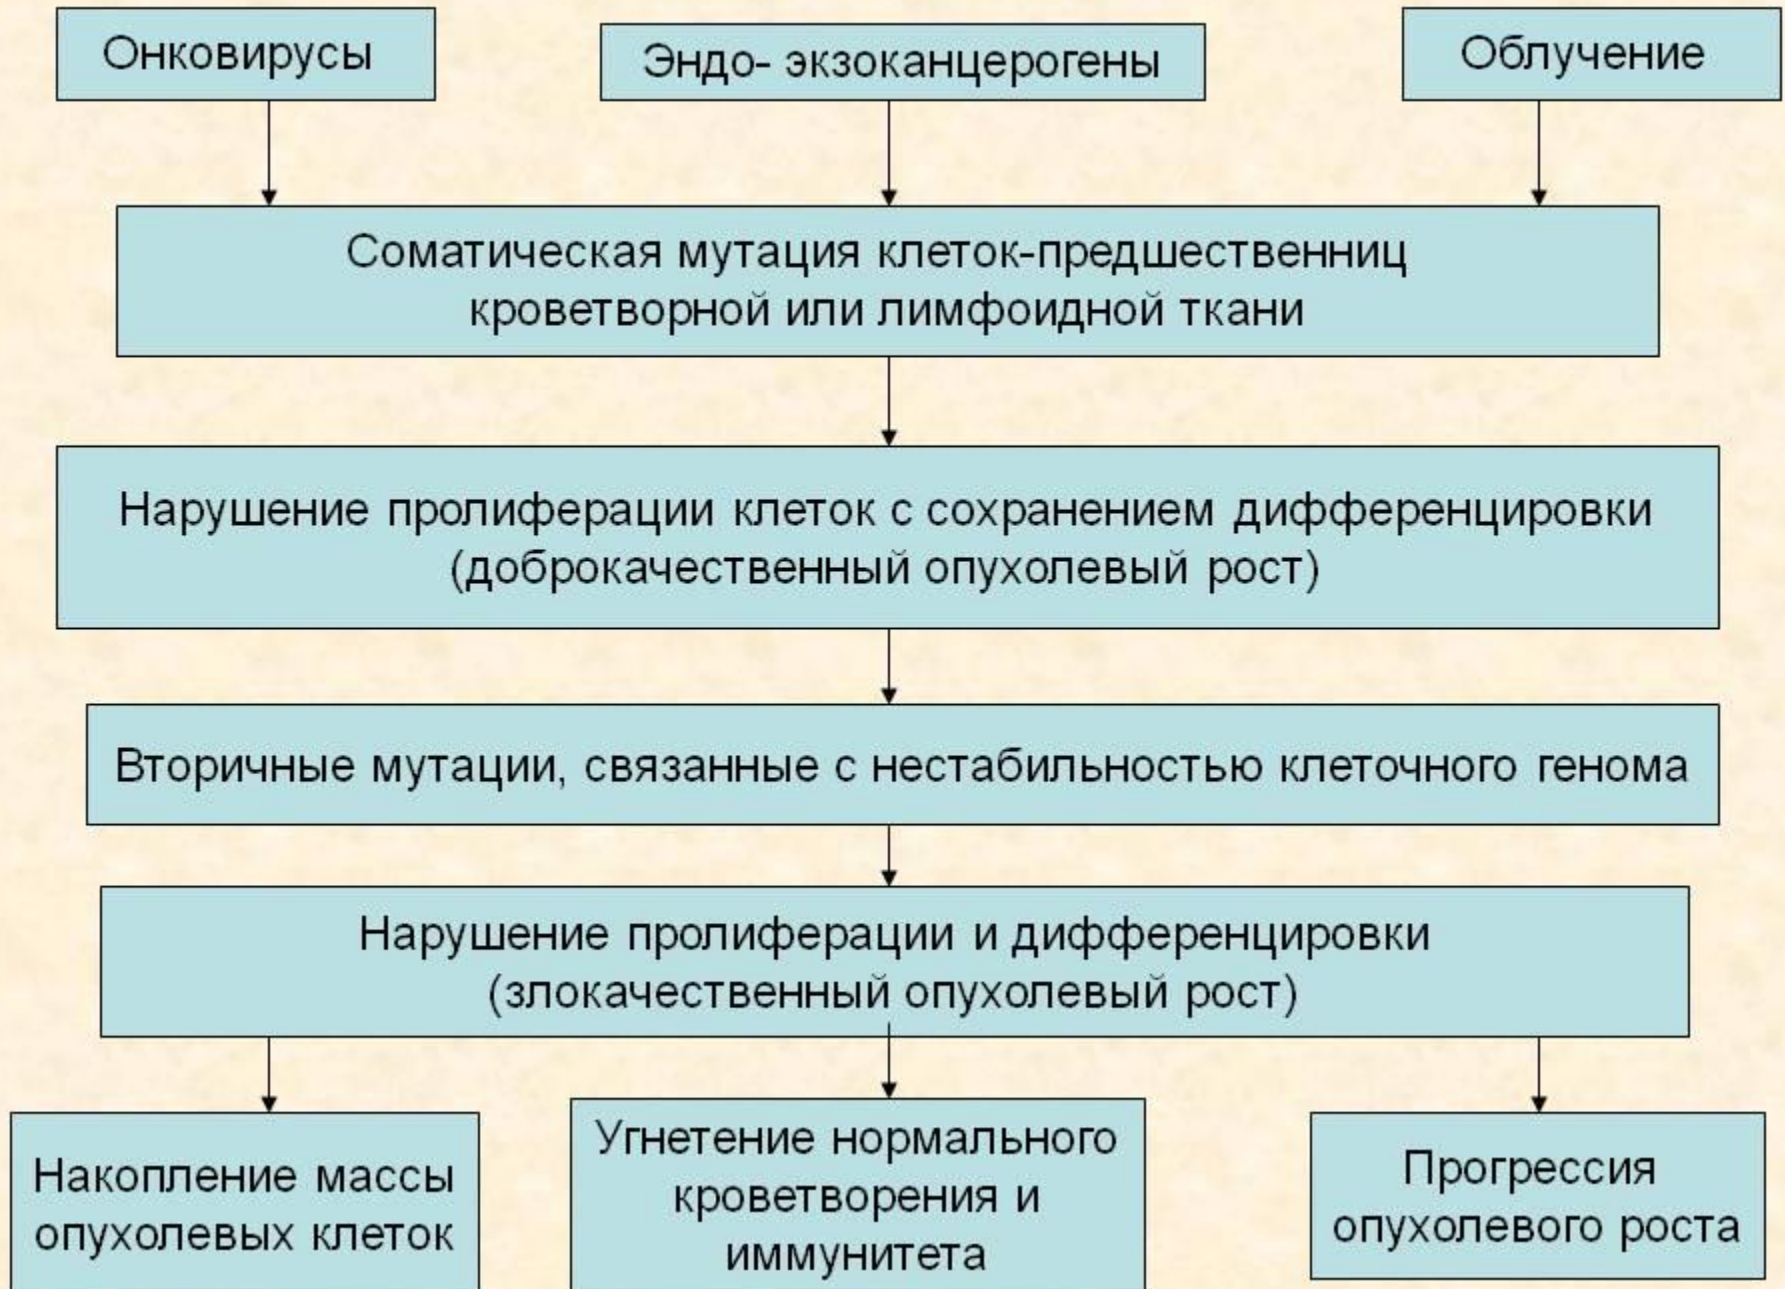 Онковирусы
Эндо- экзоканцерогены
Облучение
Соматическая мутация клеток-предшественниц
кроветворной или лимфоидной ткани
Нарушение пролиферации клеток с сохранением дифференцировки
(доброкачественный опухолевый рост)
Вторичные мутации, связанные с нестабильностью клеточного генома
Нарушение пролиферации и дифференцировки
(злокачественный опухолевый рост)
Накопление массы
опухолевых клеток
Угнетение нормального
кроветворения и
иммунитета
Прогрессия
опухолевого роста